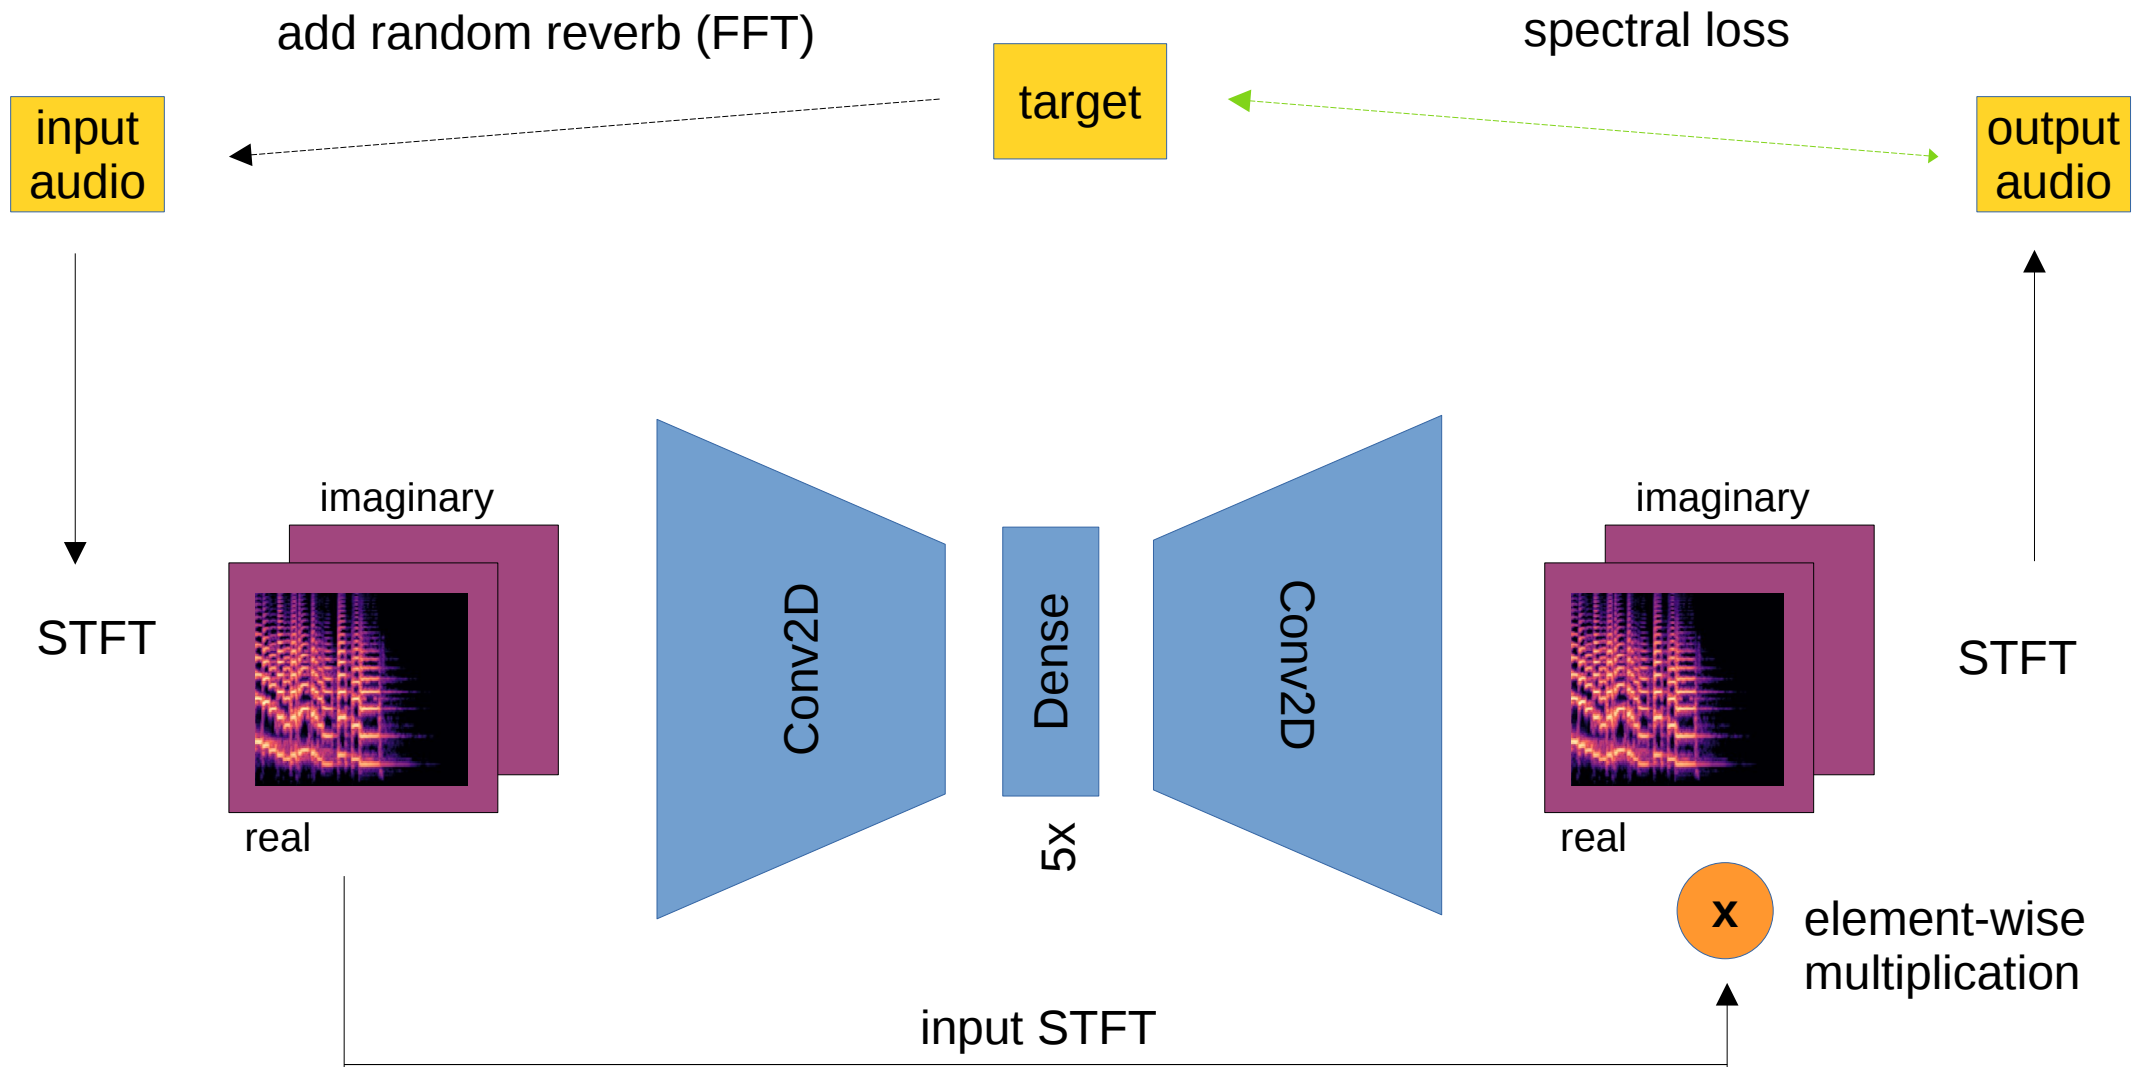 add random reverb (FFT)
spectral loss
target
input
audio
output
audio
imaginary
imaginary
STFT
Conv2D
Dense
Conv2D
STFT
real
5x
real
x
element-wise
multiplication
input STFT